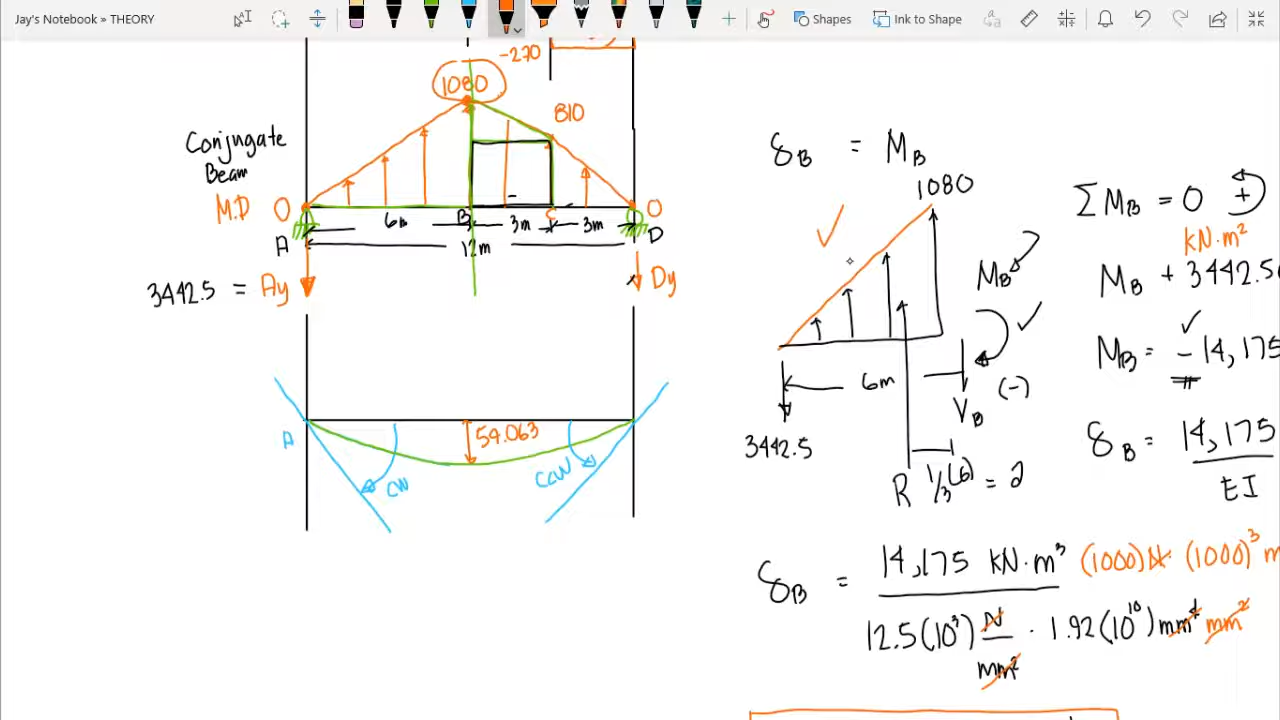 Jay's Notebook » THEORY
Shapes
Ink to Shape
-270
1080
810
Conjugate
Beam
M.D
O
O
A
6m
B
3m
C
3m
D
12m
3442.5 = Ay
Dy
A
54.063
CW
CCW
δB = MB
1080
MB
6m
VB
(-)
3442.5
R 1/3(6) = 2
ΣMB = 0 +
kN·m²
MB + 3442.5
MB = -14,175
δB = 14,175
EI
δB = 14,175 kN·m³ (1000)N (1000)³ m
12.5(10³) N
mm²
· 1.92(10¹⁰) mm⁴ mm²